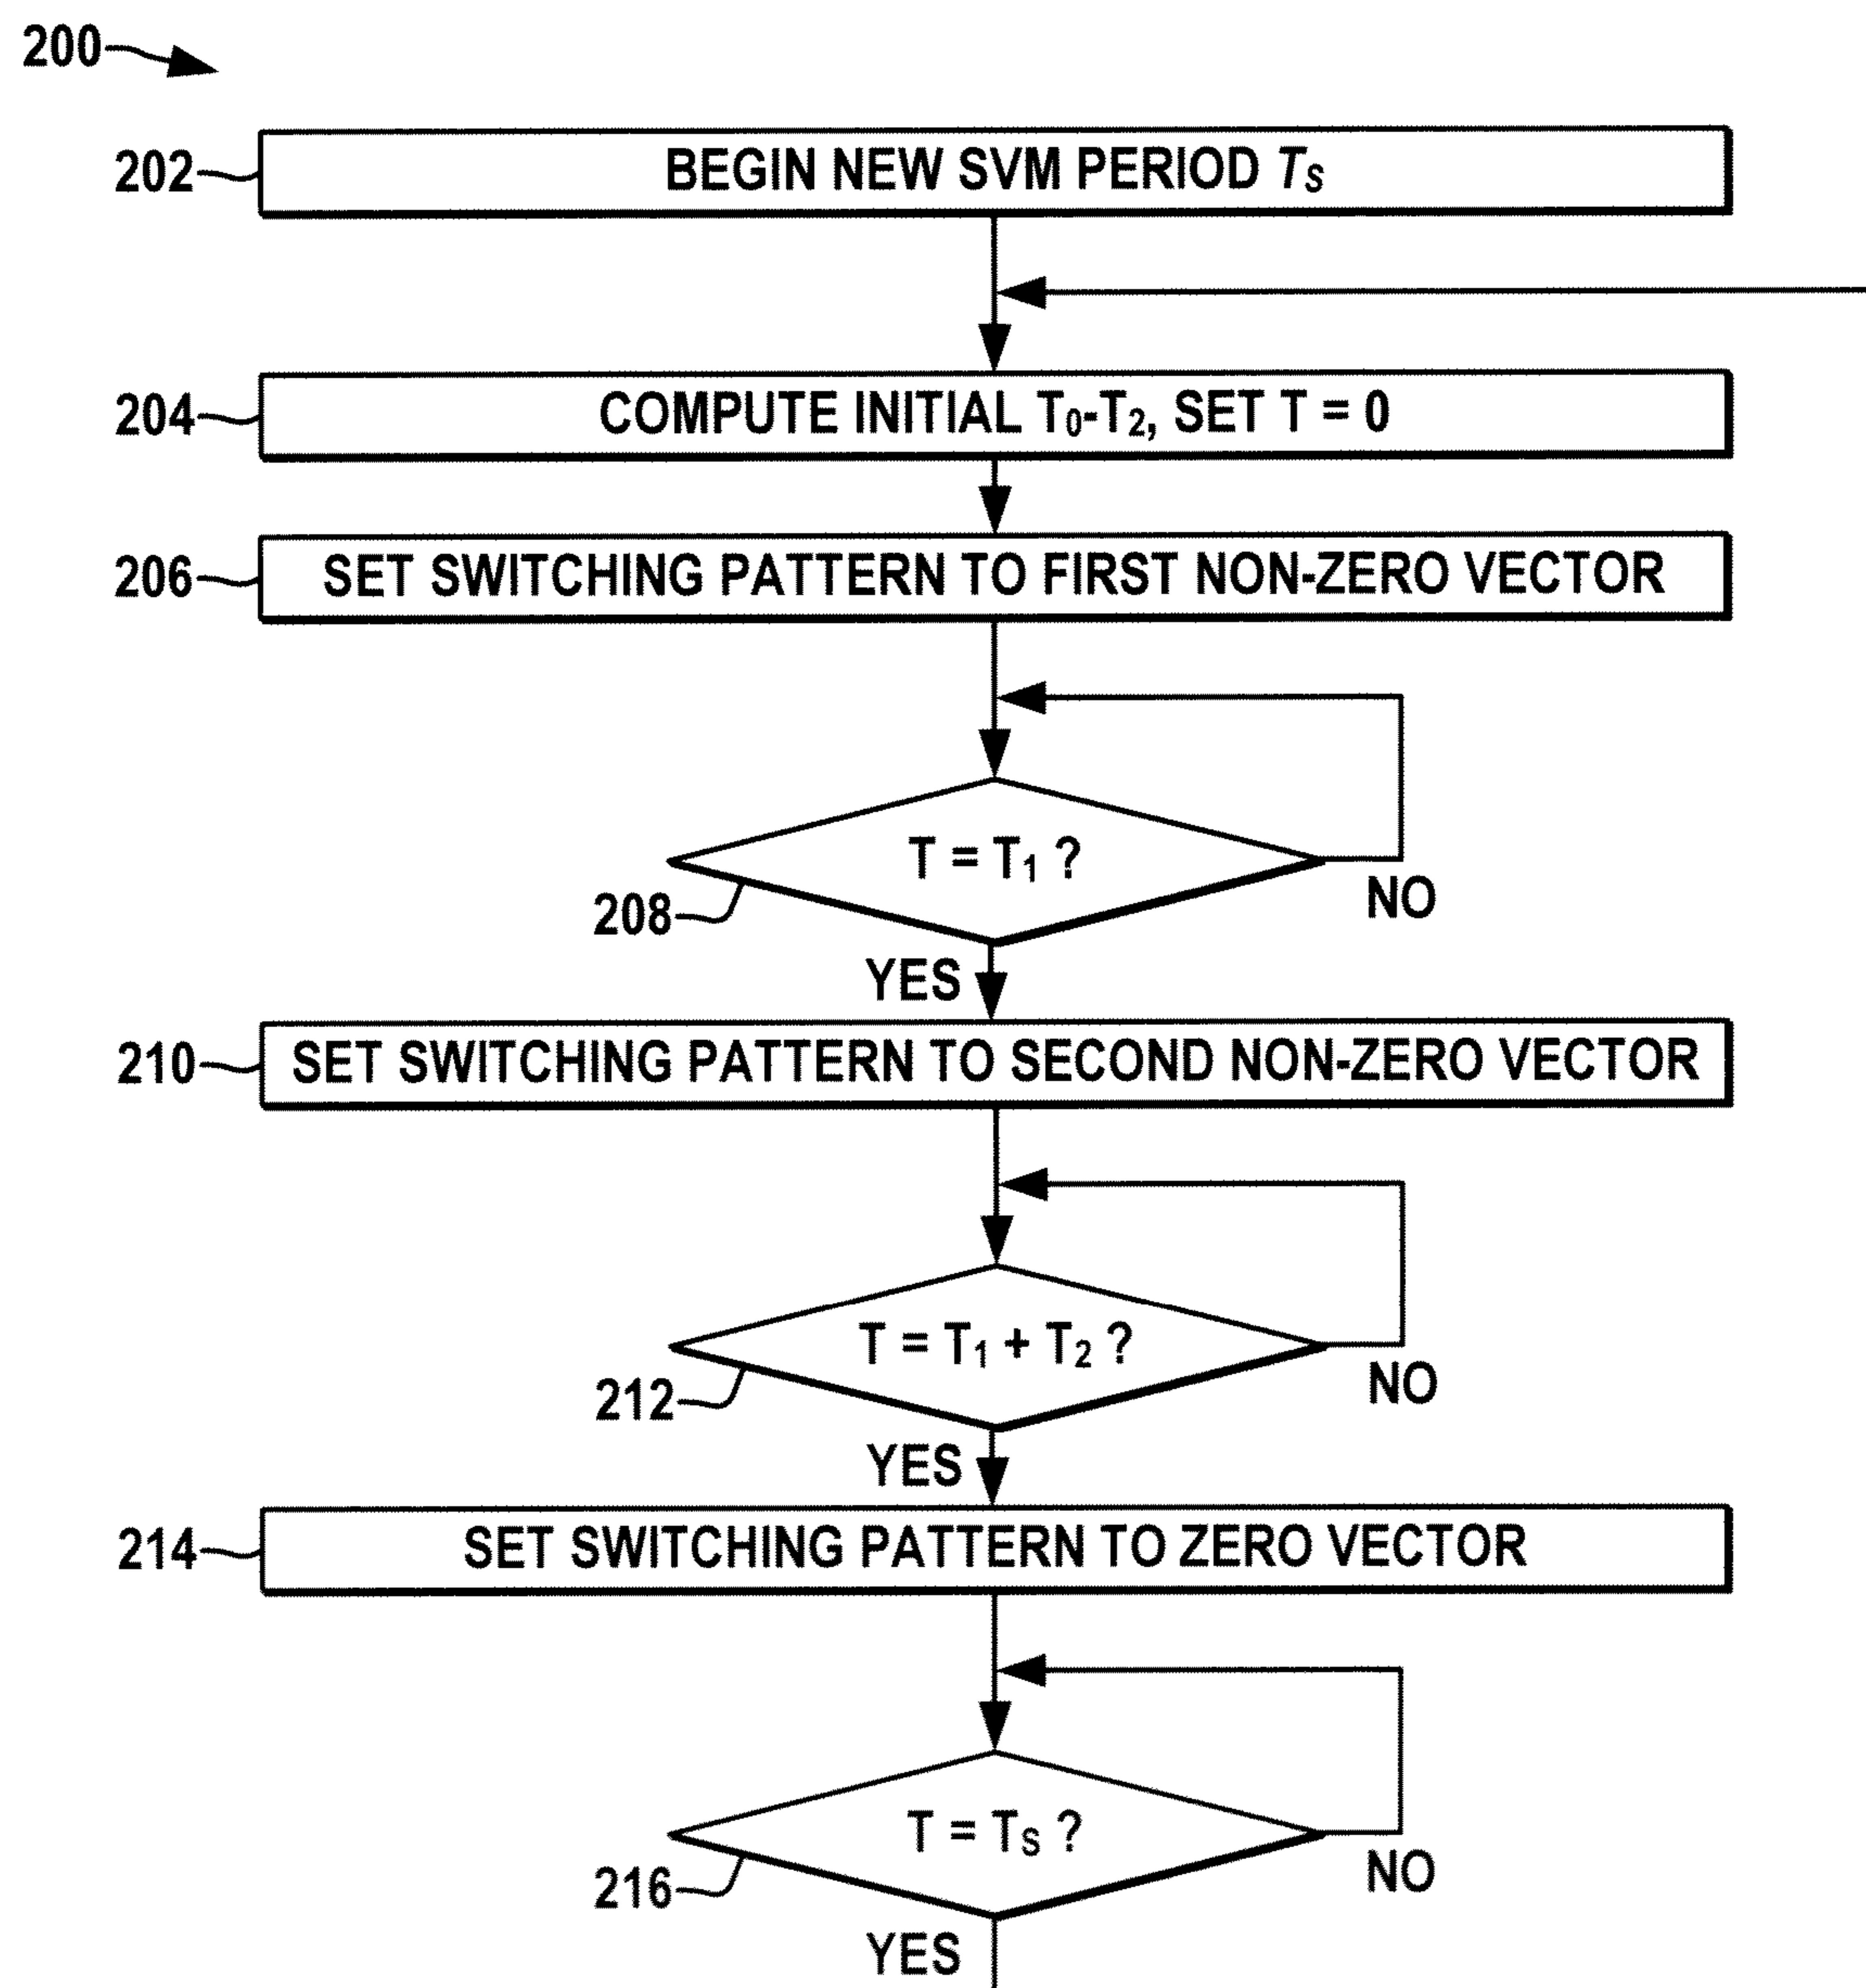 200
202
BEGIN NEW SVM PERIOD Tₛ
204
COMPUTE INITIAL T₀-T₂, SET T = 0
206
SET SWITCHING PATTERN TO FIRST NON-ZERO VECTOR
T = T₁ ?
208
NO
YES
210
SET SWITCHING PATTERN TO SECOND NON-ZERO VECTOR
T = T₁ + T₂ ?
212
NO
YES
214
SET SWITCHING PATTERN TO ZERO VECTOR
T = Tₛ ?
216
NO
YES